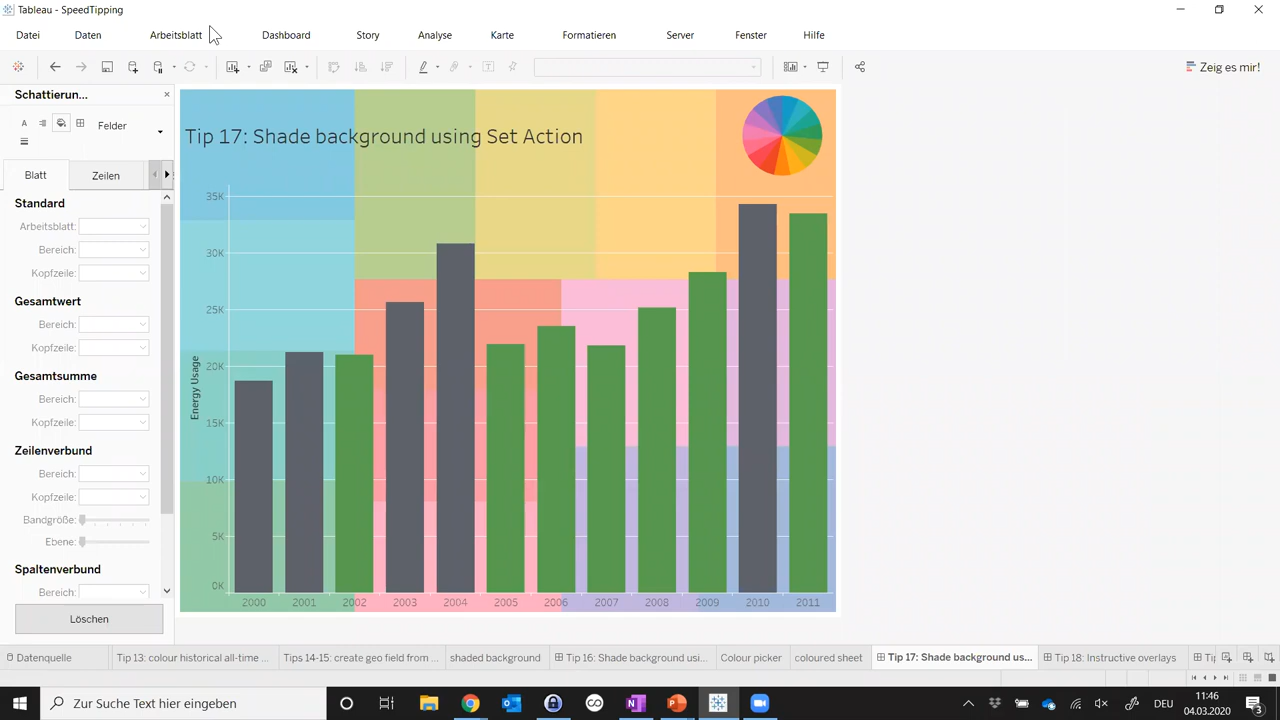 Tableau - SpeedTipping
Datei Daten Arbeitsblatt Dashboard Story Analyse Karte Formatieren Server Fenster Hilfe
Zeig es mir!
Schattierun...
Felder
Blatt Zeilen
Standard
Arbeitsblatt:
Bereich:
Kopfzeile:
Gesamtwert
Bereich:
Kopfzeile:
Gesamtsumme
Bereich:
Kopfzeile:
Zeilenverbund
Bereich:
Kopfzeile:
Bandgröße:
Ebene:
Spaltenverbund
Bereich:
Löschen
Tip 17: Shade background using Set Action
35K
30K
25K
20K
15K
10K
5K
0K
Energy Usage
2000 2001 2002 2003 2004 2005 2006 2007 2008 2009 2010 2011
Datenquelle Tip 13: colour historical all-time ... Tips 14-15: create geo field from ... shaded background Tip 16: Shade background usi... Colour picker coloured sheet Tip 17: Shade background us... Tip 18: Instructive overlays Tip
Zur Suche Text hier eingeben
DEU
11:46
04.03.2020
3